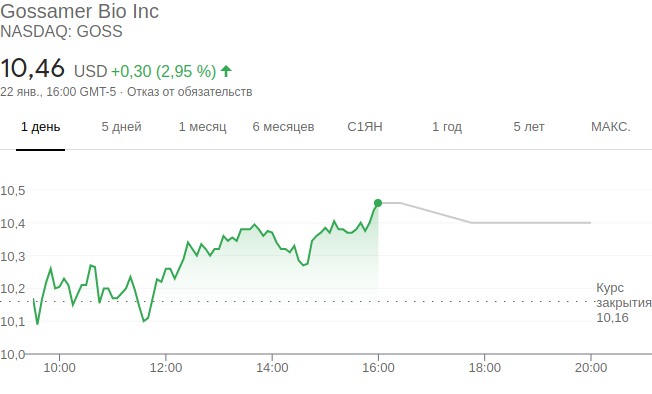 Gossamer Bio Inc
NASDAQ: GOSS
10,46 USD +0,30 (2,95 %)
22 янв., 16:00 GMT-5 · Отказ от обязательств
1 день 5 дней 1 месяц 6 месяцев С1ЯН 1 год 5 лет МАКС.
10,5
10,4
10,3
10,2
10,1
10,0
Курс
закрытия
10,16
10:00 12:00 14:00 16:00 18:00 20:00